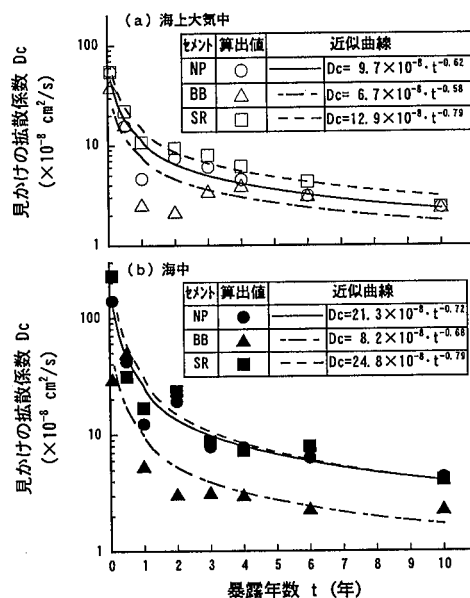 (a) 海上大気中
セメント 算出値 近似曲線
NP Dc= 9.7×10⁻⁸・t⁻⁰·⁶²
BB Dc= 6.7×10⁻⁸・t⁻⁰·⁵⁸
SR Dc=12.9×10⁻⁸・t⁻⁰·⁷⁹
見かけの拡散係数 Dc
(×10⁻⁸ cm²/s)
100
10
1
(b) 海中
セメント 算出値 近似曲線
NP Dc=21.3×10⁻⁸・t⁻⁰·⁷²
BB Dc= 8.2×10⁻⁸・t⁻⁰·⁶⁸
SR Dc=24.8×10⁻⁸・t⁻⁰·⁷⁹
見かけの拡散係数 Dc
(×10⁻⁸ cm²/s)
100
10
1
0 1 2 3 4 5 6 7 8 9 10
暴露年数 t (年)